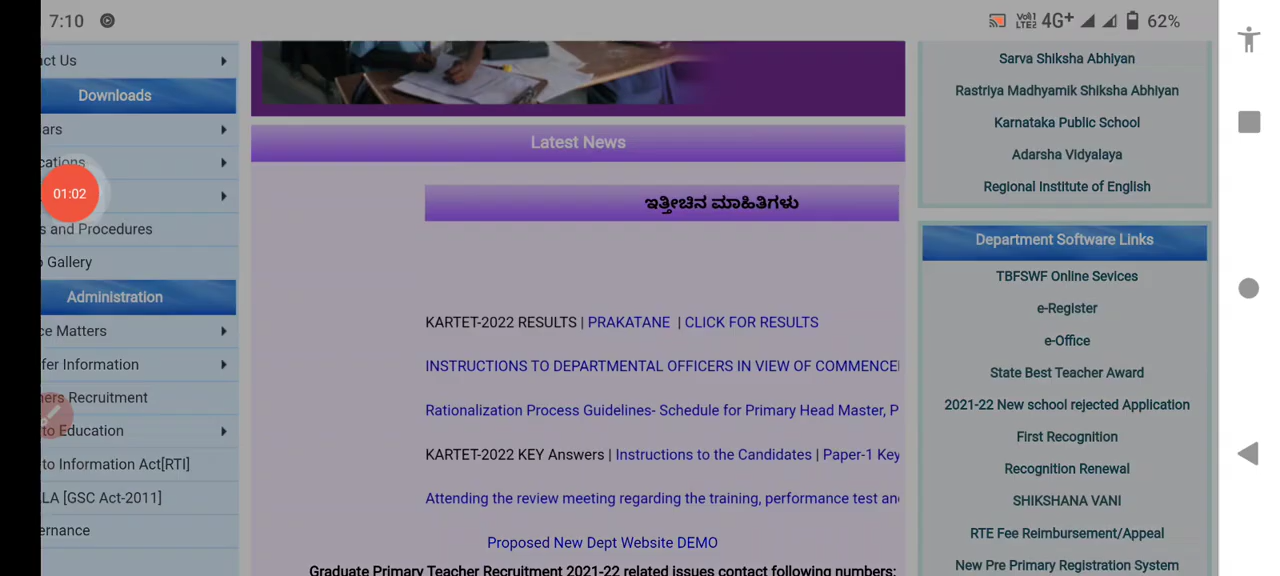 7:10
Vo)) 1
LTE2
4G+
62%
ct Us
Downloads
ars
cations
01:02
s and Procedures
Gallery
Administration
ce Matters
fer Information
ers Recruitment
to Education
to Information Act[RTI]
LA [GSC Act-2011]
ernance
Latest News
ಇತ್ತೀಚಿನ ಮಾಹಿತಿಗಳು
KARTET-2022 RESULTS | PRAKATANE | CLICK FOR RESULTS
INSTRUCTIONS TO DEPARTMENTAL OFFICERS IN VIEW OF COMMENCE
Rationalization Process Guidelines- Schedule for Primary Head Master, P
KARTET-2022 KEY Answers | Instructions to the Candidates | Paper-1 Key
Attending the review meeting regarding the training, performance test an
Proposed New Dept Website DEMO
Graduate Primary Teacher Recruitment 2021-22 related issues contact following numbers:
Sarva Shiksha Abhiyan
Rastriya Madhyamik Shiksha Abhiyan
Karnataka Public School
Adarsha Vidyalaya
Regional Institute of English
Department Software Links
TBFSWF Online Sevices
e-Register
e-Office
State Best Teacher Award
2021-22 New school rejected Application
First Recognition
Recognition Renewal
SHIKSHANA VANI
RTE Fee Reimbursement/Appeal
New Pre Primary Registration System